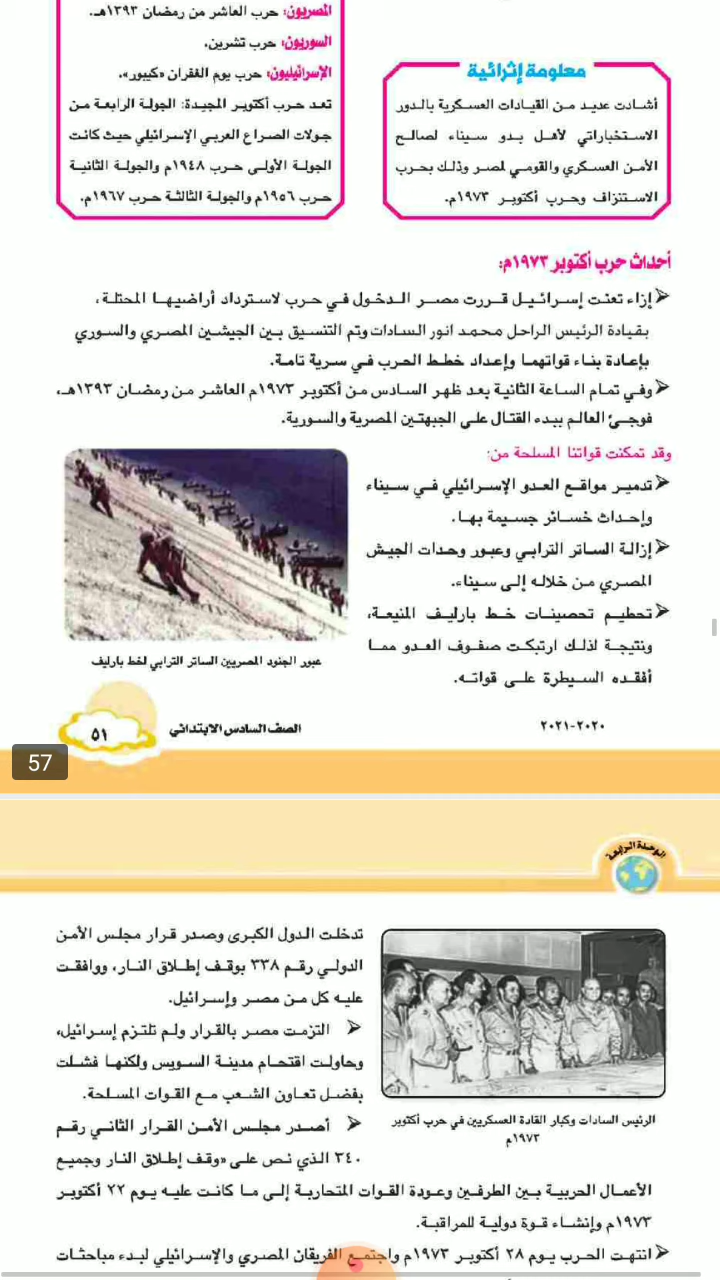 المصريون: حرب العاشر من رمضان ١٣٩٣هـ.
السوريون: حرب تشرين.
الإسرائيليون: حرب يوم الغفران «كيبور».
تعد حرب أكتوبر المجيدة: الجولة الرابعة من
جولات الصراع العربي الإسرائيلي حيث كانت
الجولة الأولى حرب ١٩٤٨م والجولة الثانية
حرب ١٩٥٦م والجولة الثالثة حرب ١٩٦٧م.
معلومة إثرائية
أشادت عديد من القيادات العسكرية بالدور
الاستخباراتي لأهل بدو سيناء لصالح
الأمن العسكري والقومي لمصر وذلك بحرب
الاستنزاف وحرب أكتوبر ١٩٧٣م.
أحداث حرب أكتوبر ١٩٧٣م:
إزاء تعنت إسرائيل قررت مصر الدخول في حرب لاسترداد أراضيها المحتلة،
بقيادة الرئيس الراحل محمد انور السادات وتم التنسيق بين الجيشين المصري والسوري
بإعادة بناء قواتهما وإعداد خطط الحرب في سرية تامة.
وفي تمام الساعة الثانية بعد ظهر السادس من أكتوبر ١٩٧٣م العاشر من رمضان ١٣٩٣هـ،
فوجئ العالم ببدء القتال على الجبهتين المصرية والسورية.
وقد تمكنت قواتنا المسلحة من:
تدمير مواقع العدو الإسرائيلي في سيناء
وإحداث خسائر جسيمة بها.
إزالة الساتر الترابي وعبور وحدات الجيش
المصري من خلاله إلى سيناء.
تحطيم تحصينات خط بارليف المنيعة،
ونتيجة لذلك ارتبكت صفوف العدو مما
أفقده السيطرة على قواته.
عبور الجنود المصريين الساتر الترابي لخط بارليف
٢٠٢٠-٢٠٢١
الصف السادس الابتدائي
٥١
57
الوحدة الرابعة
تدخلت الدول الكبرى وصدر قرار مجلس الأمن
الدولي رقم ٣٣٨ بوقف إطلاق النار، ووافقت
عليه كل من مصر وإسرائيل.
التزمت مصر بالقرار ولم تلتزم إسرائيل،
وحاولت اقتحام مدينة السويس ولكنها فشلت
بفضل تعاون الشعب مع القوات المسلحة.
الرئيس السادات وكبار القادة العسكريين في حرب أكتوبر
١٩٧٣م
أصدر مجلس الأمن القرار الثاني رقم
٣٤٠ الذي نص على «وقف إطلاق النار وجميع
الأعمال الحربية بين الطرفين وعودة القوات المتحاربة إلى ما كانت عليه يوم ٢٢ أكتوبر
١٩٧٣م وإنشاء قوة دولية للمراقبة.
انتهت الحرب يوم ٢٨ أكتوبر ١٩٧٣م واجتمع الفريقان المصري والإسرائيلي لبدء مباحثات